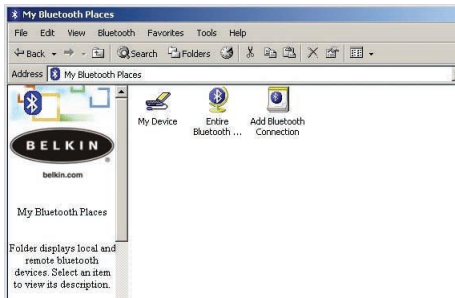 My Bluetooth Places
File Edit View Bluetooth Favorites Tools Help
Back Search Folders
Address My Bluetooth Places
BELKIN
belkin.com
My Bluetooth Places
Folder displays local and
remote bluetooth
devices. Select an item
to view its description.
My Device
Entire
Bluetooth ...
Add Bluetooth
Connection